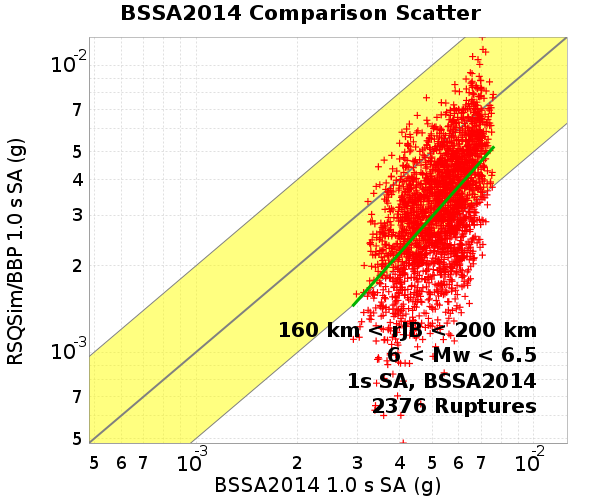 BSSA2014 Comparison Scatter
RSQSim/BBP 1.0 s SA (g)
10-2
7
5
4
3
2
10-3
7
5
160 km < rJB < 200 km
6 < Mw < 6.5
1s SA, BSSA2014
2376 Ruptures
5 6 7 10-3 2 3 4 5 6 7 10-2
BSSA2014 1.0 s SA (g)